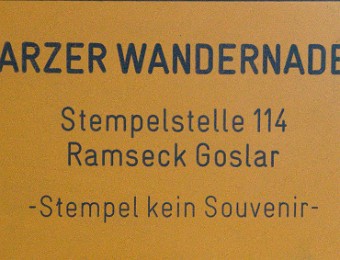 ARZER WANDERNADE
Stempelstelle 114
Ramseck Goslar
-Stempel kein Souvenir-